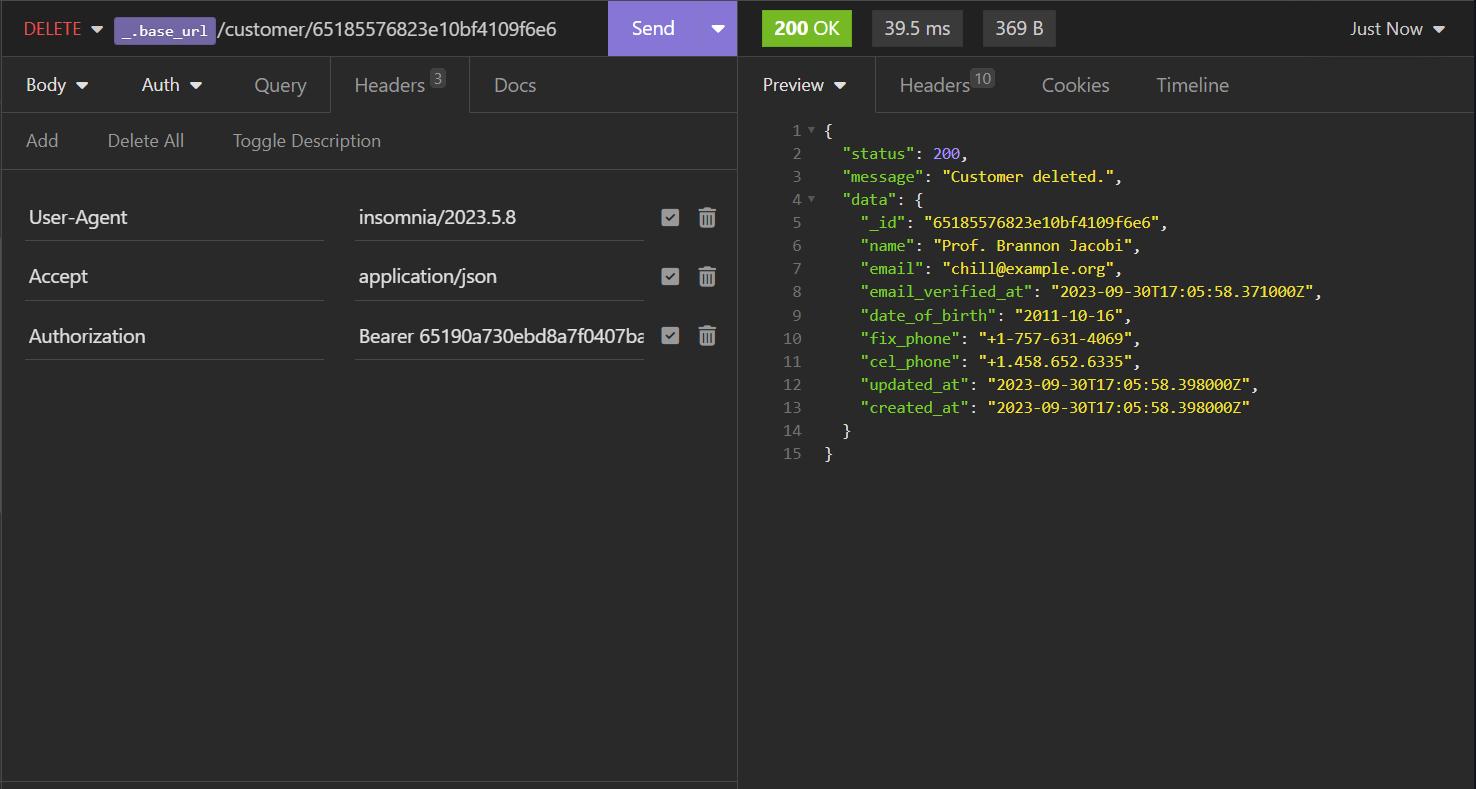 DELETE _.base_url /customer/65185576823e10bf4109f6e6 Send 200 OK 39.5 ms 369 B Just Now
Body Auth Query Headers 3 Docs
Add Delete All Toggle Description
User-Agent insomnia/2023.5.8
Accept application/json
Authorization Bearer 65190a730ebd8a7f0407ba
Preview Headers 10 Cookies Timeline
1 {
2 "status": 200,
3 "message": "Customer deleted.",
4 "data": {
5 "_id": "65185576823e10bf4109f6e6",
6 "name": "Prof. Brannon Jacobi",
7 "email": "chill@example.org",
8 "email_verified_at": "2023-09-30T17:05:58.371000Z",
9 "date_of_birth": "2011-10-16",
10 "fix_phone": "+1-757-631-4069",
11 "cel_phone": "+1.458.652.6335",
12 "updated_at": "2023-09-30T17:05:58.398000Z",
13 "created_at": "2023-09-30T17:05:58.398000Z"
14 }
15 }